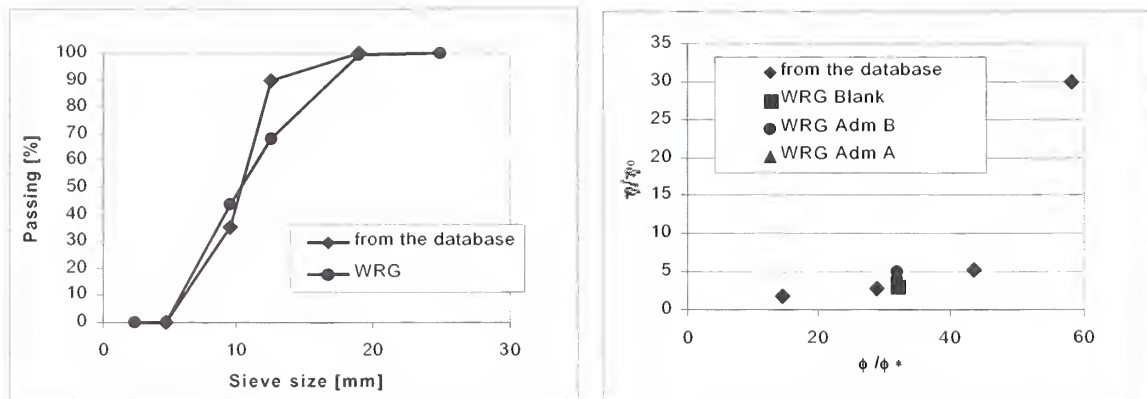 100
90
80
70
60
50
40
30
20
10
0
Passing [%]
from the database
WRG
0 10 20 30
Sieve size [mm]
35
30
25
20
15
10
5
0
from the database
WRG Blank
WRG Adm B
WRG Adm A
0 20 40 60
ϕ /ϕ *